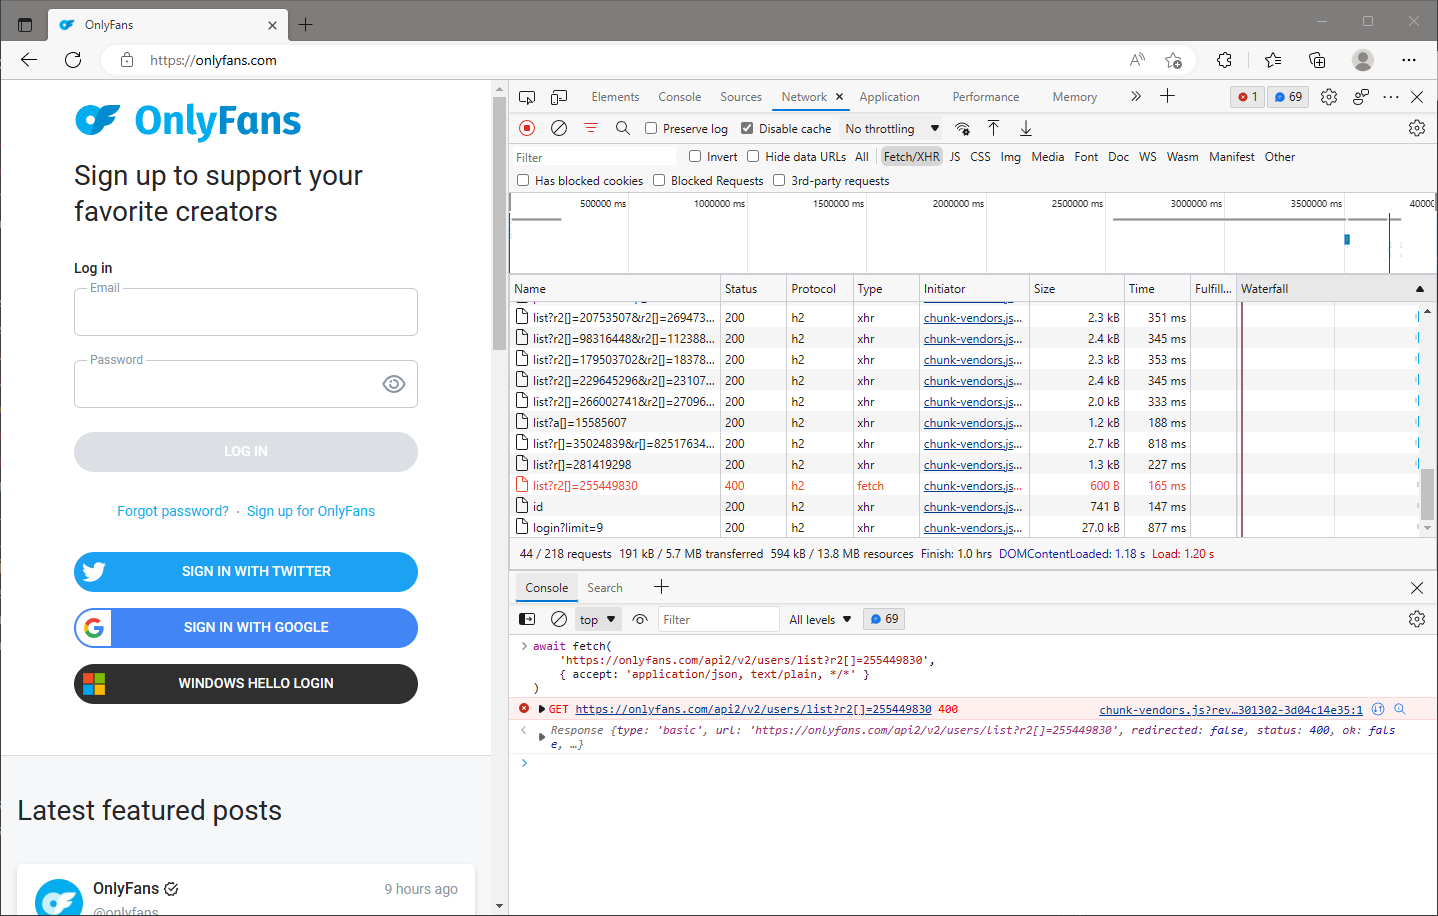 OnlyFans
https://onlyfans.com
OnlyFans
Sign up to support your
favorite creators
Log in
Email
Password
LOG IN
Forgot password? · Sign up for OnlyFans
SIGN IN WITH TWITTER
SIGN IN WITH GOOGLE
WINDOWS HELLO LOGIN
Latest featured posts
OnlyFans
9 hours ago
@onlyfans
Elements Console Sources Network Application Performance Memory 1 69
Preserve log Disable cache No throttling
Filter Invert Hide data URLs All Fetch/XHR JS CSS Img Media Font Doc WS Wasm Manifest Other
Has blocked cookies Blocked Requests 3rd-party requests
500000 ms 1000000 ms 1500000 ms 2000000 ms 2500000 ms 3000000 ms 3500000 ms 40000
Name Status Protocol Type Initiator Size Time Fulfill... Waterfall
list?r2[]=20753507&r2[]=269473... 200 h2 xhr chunk-vendors.js... 2.3 kB 351 ms
list?r2[]=98316448&r2[]=112388... 200 h2 xhr chunk-vendors.js... 2.4 kB 345 ms
list?r2[]=179503702&r2[]=18378... 200 h2 xhr chunk-vendors.js... 2.3 kB 353 ms
list?r2[]=229645296&r2[]=23107... 200 h2 xhr chunk-vendors.js... 2.4 kB 345 ms
list?r2[]=266002741&r2[]=27096... 200 h2 xhr chunk-vendors.js... 2.0 kB 333 ms
list?a[]=15585607 200 h2 xhr chunk-vendors.js... 1.2 kB 188 ms
list?r[]=35024839&r[]=82517634... 200 h2 xhr chunk-vendors.js... 2.7 kB 818 ms
list?r[]=281419298 200 h2 xhr chunk-vendors.js... 1.3 kB 227 ms
list?r2[]=255449830 400 h2 fetch chunk-vendors.js... 600 B 165 ms
id 200 h2 xhr chunk-vendors.js... 741 B 147 ms
login?limit=9 200 h2 xhr chunk-vendors.js... 27.0 kB 877 ms
44 / 218 requests 191 kB / 5.7 MB transferred 594 kB / 13.8 MB resources Finish: 1.0 hrs DOMContentLoaded: 1.18 s Load: 1.20 s
Console Search
top Filter All levels 69
await fetch(
'https://onlyfans.com/api2/v2/users/list?r2[]=255449830',
{ accept: 'application/json, text/plain, */*' }
)
GET https://onlyfans.com/api2/v2/users/list?r2[]=255449830 400 chunk-vendors.js?rev…301302-3d04c14e35:1
Response {type: 'basic', url: 'https://onlyfans.com/api2/v2/users/list?r2[]=255449830', redirected: false, status: 400, ok: fals
e, …}